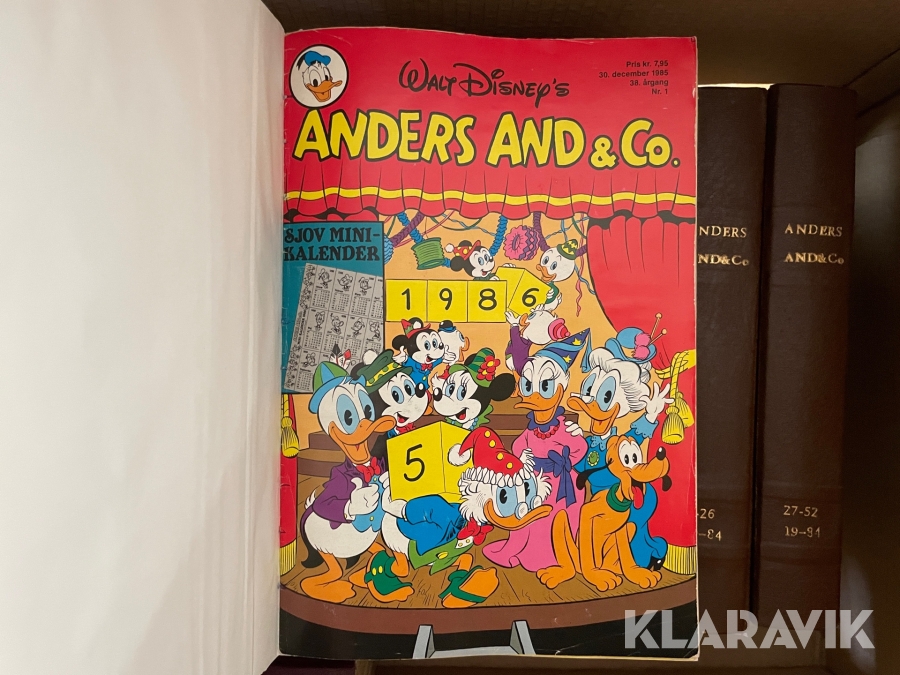 Pris kr. 7,95
30. december 1985
38. årgang
Nr. 1
WALT DISNEY'S
ANDERS AND & CO.
SJOV MINI-
KALENDER
1986
5
NDERS
ND&Co
-26
-84
ANDERS
AND&Co
27-52
19-84
KLARAVIK